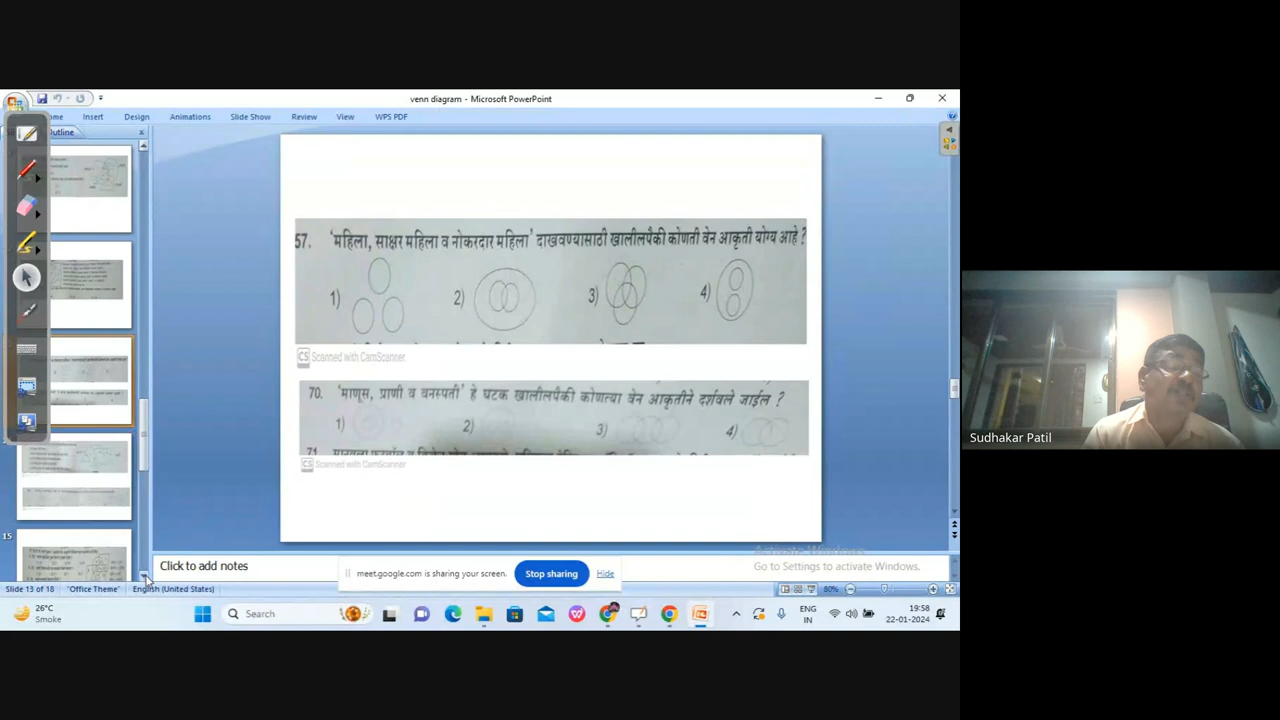 venn diagram - Microsoft PowerPoint
Insert Design Animations Slide Show Review View WPS PDF
57. 'महिला, साक्षर महिला व नोकरदार महिला' दाखवण्यासाठी खालीलपैकी कोणती वेन आकृती योग्य आहे ?
1) 2) 3) 4)
CS Scanned with CamScanner
70. 'माणूस, प्राणी व वनस्पती' हे घटक खालीलपैकी कोणत्या वेन आकृतीने दर्शवले जाईल ?
1) 2) 3) 4)
71.
CS Scanned with CamScanner
15
Click to add notes
Activate Windows
Go to Settings to activate Windows.
meet.google.com is sharing your screen. Stop sharing Hide
Slide 13 of 18 "Office Theme" English (United States) 80%
26°C
Smoke
Search
ENG
IN
19:58
22-01-2024
Sudhakar Patil